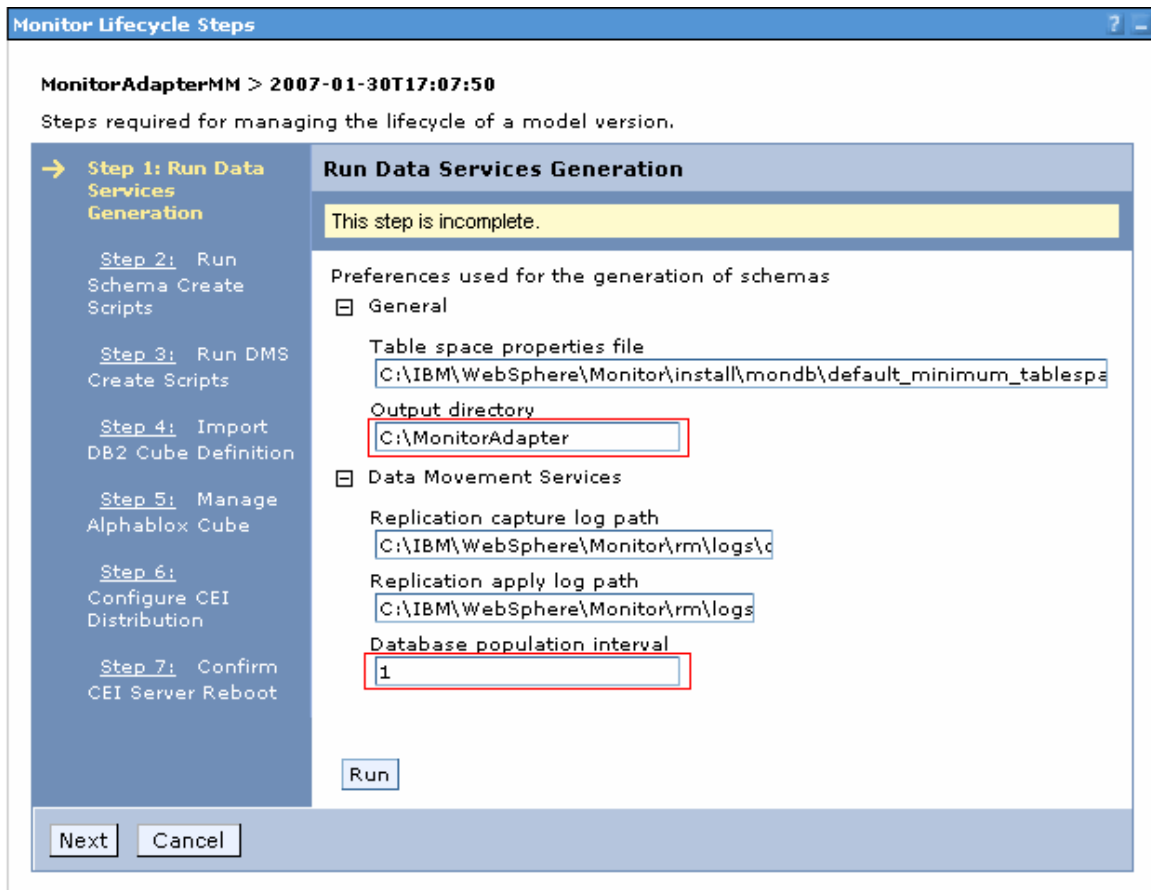 Monitor Lifecycle Steps
?
MonitorAdapterMM > 2007-01-30T17:07:50
Steps required for managing the lifecycle of a model version.
Step 1: Run Data
Services
Generation
Step 2: Run
Schema Create
Scripts
Step 3: Run DMS
Create Scripts
Step 4: Import
DB2 Cube Definition
Step 5: Manage
Alphablox Cube
Step 6:
Configure CEI
Distribution
Step 7: Confirm
CEI Server Reboot
Run Data Services Generation
This step is incomplete.
Preferences used for the generation of schemas
General
Table space properties file
C:\IBM\WebSphere\Monitor\install\mondb\default_minimum_tablespa
Output directory
C:\MonitorAdapter
Data Movement Services
Replication capture log path
C:\IBM\WebSphere\Monitor\rm\logs\c
Replication apply log path
C:\IBM\WebSphere\Monitor\rm\logs
Database population interval
1
Run
Next
Cancel